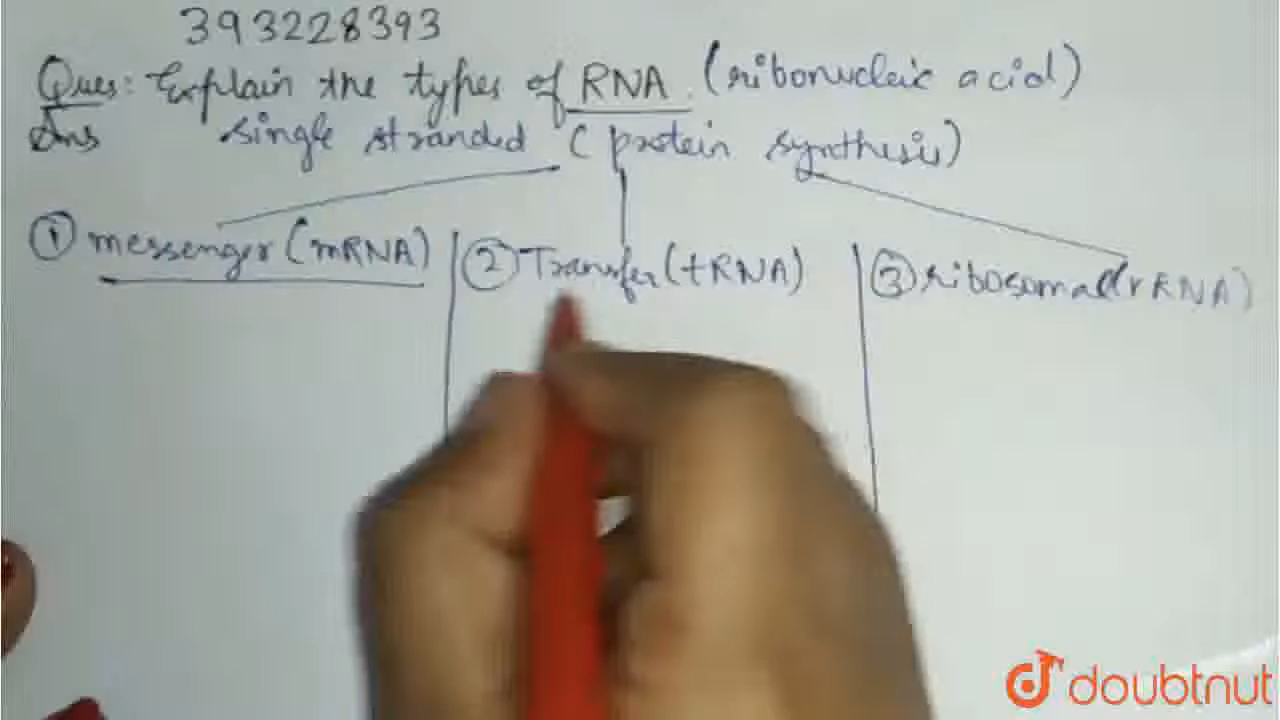 393228393
Ques: Explain the types of RNA. (ribonucleic acid)
Ans single stranded (protein synthesis)
① messenger (mRNA)
② Transfer (tRNA)
③ ribosomal (rRNA)
doubtnut